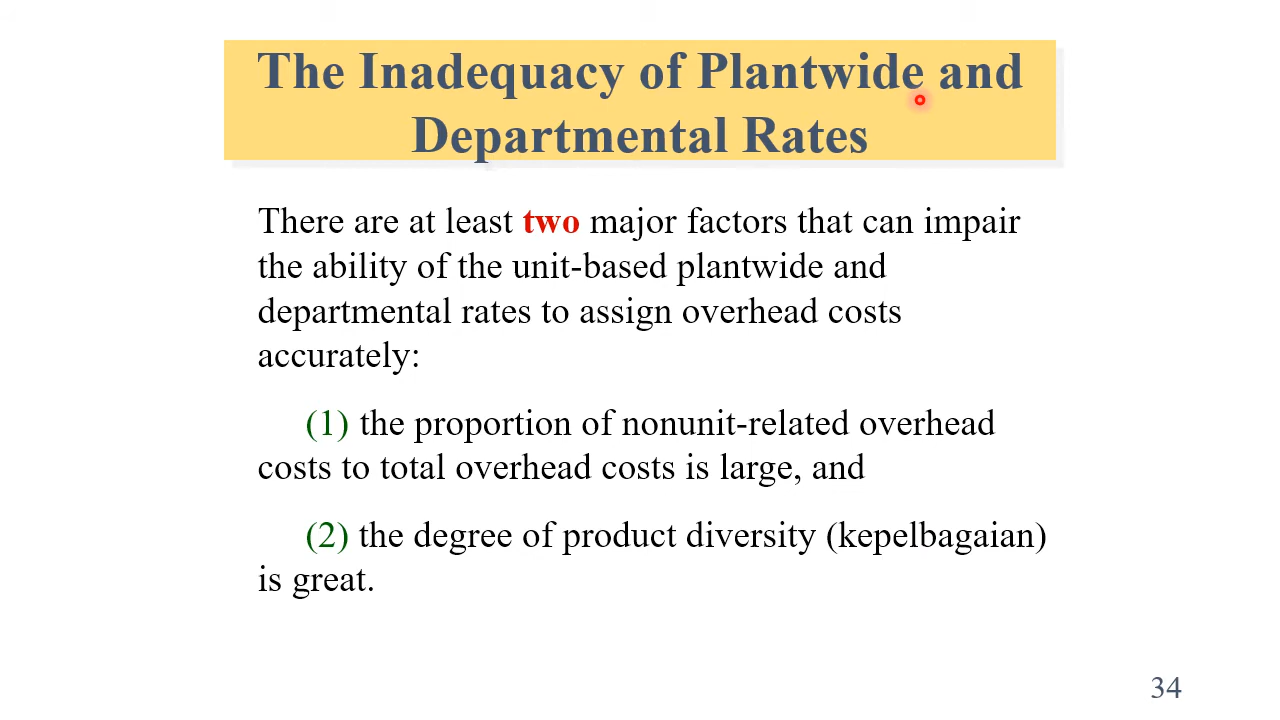 The Inadequacy of Plantwide and
Departmental Rates
There are at least two major factors that can impair
the ability of the unit-based plantwide and
departmental rates to assign overhead costs
accurately:
(1) the proportion of nonunit-related overhead
costs to total overhead costs is large, and
(2) the degree of product diversity (kepelbagaian)
is great.
34